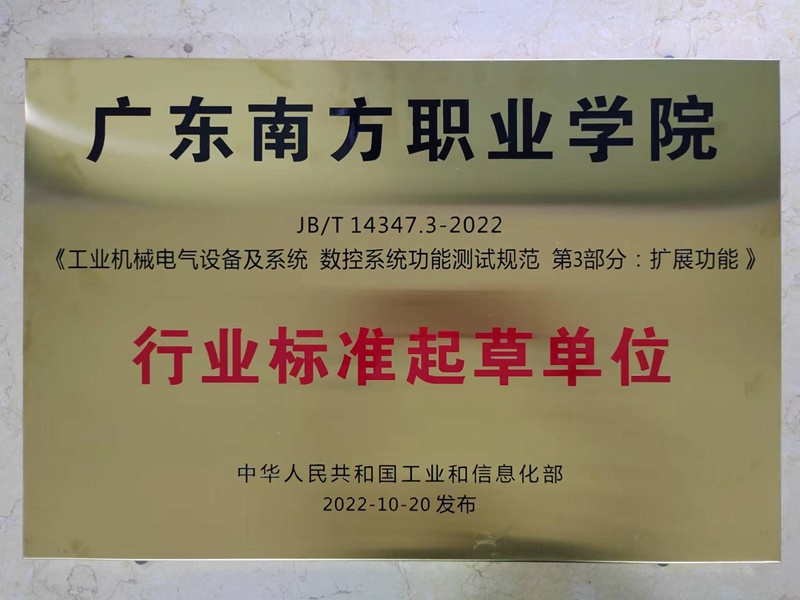 广东南方职业学院
JB/T 14347.3-2022
《工业机械电气设备及系统 数控系统功能测试规范 第3部分：扩展功能》
行业标准起草单位
中华人民共和国工业和信息化部
2022-10-20 发布